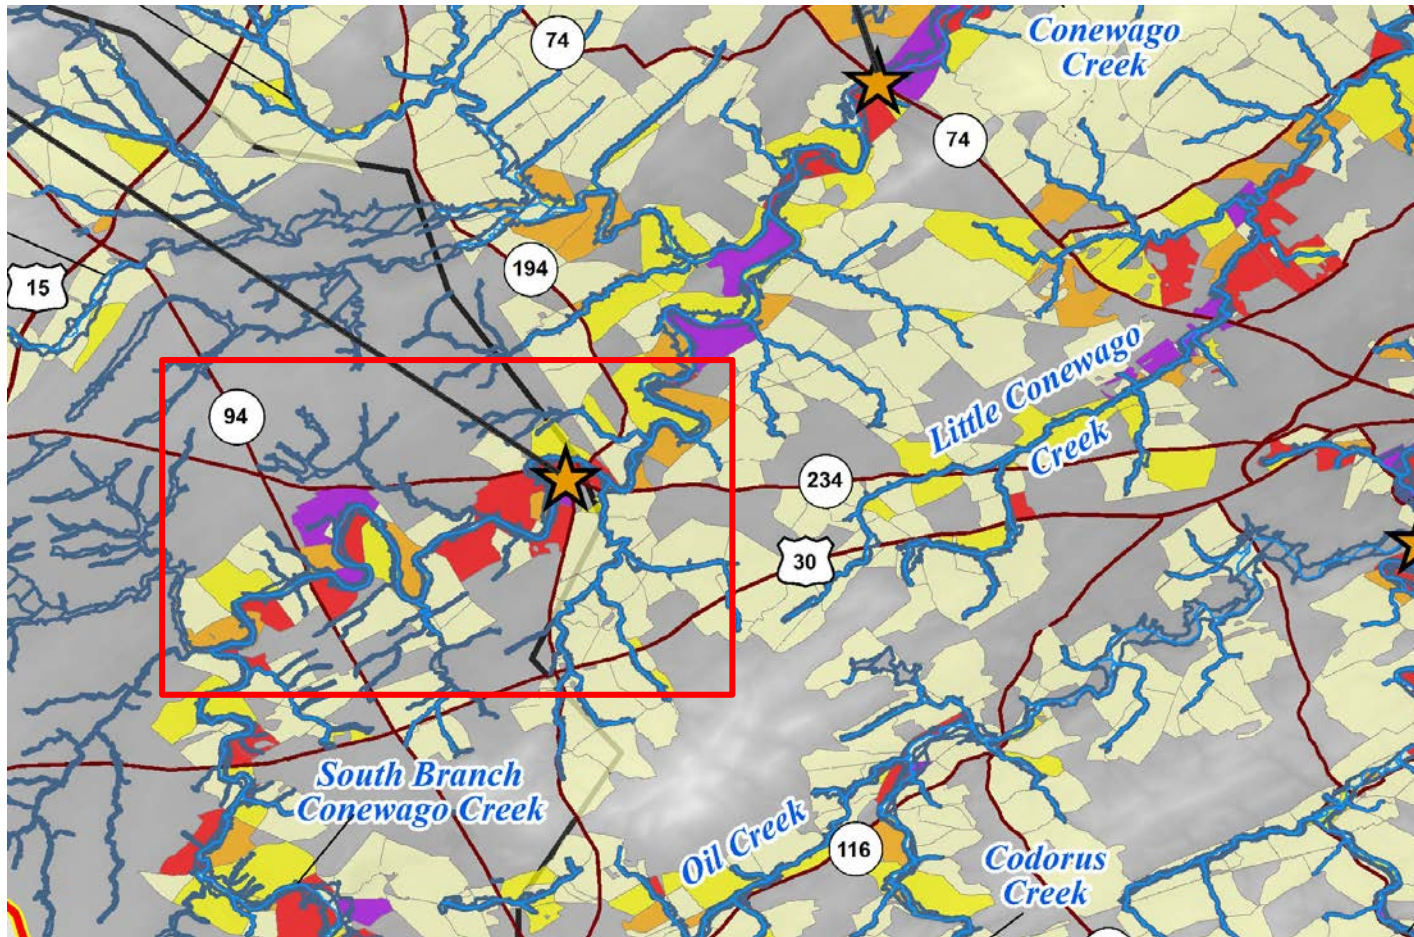 Conewago
Creek
74
74
194
15
94
Little Conewago
Creek
234
30
South Branch
Conewago Creek
Oil Creek
116
Codorus
Creek